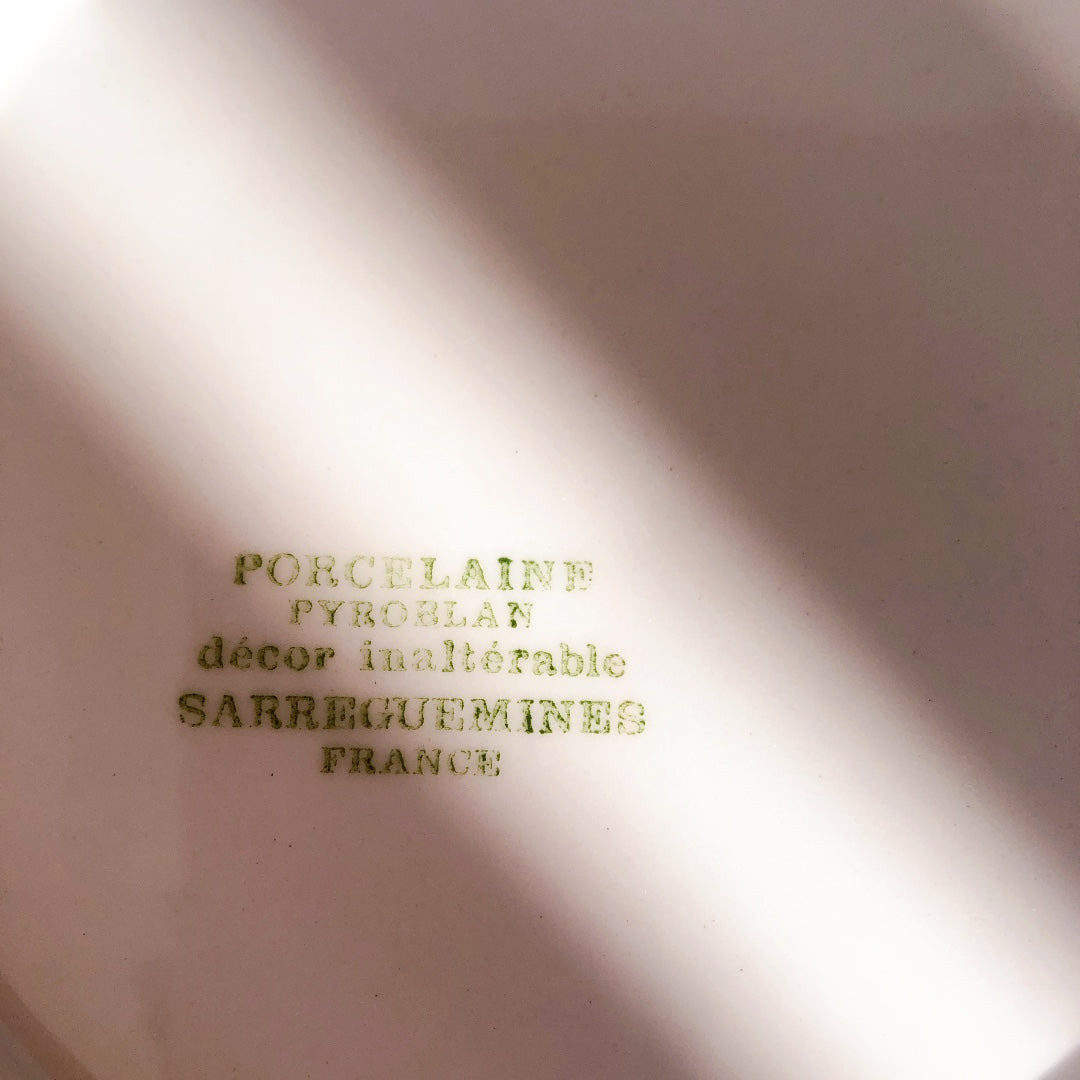 PORCELAINE
PYROBLAN
décor inaltérable
SARREGUEMINES
FRANCE